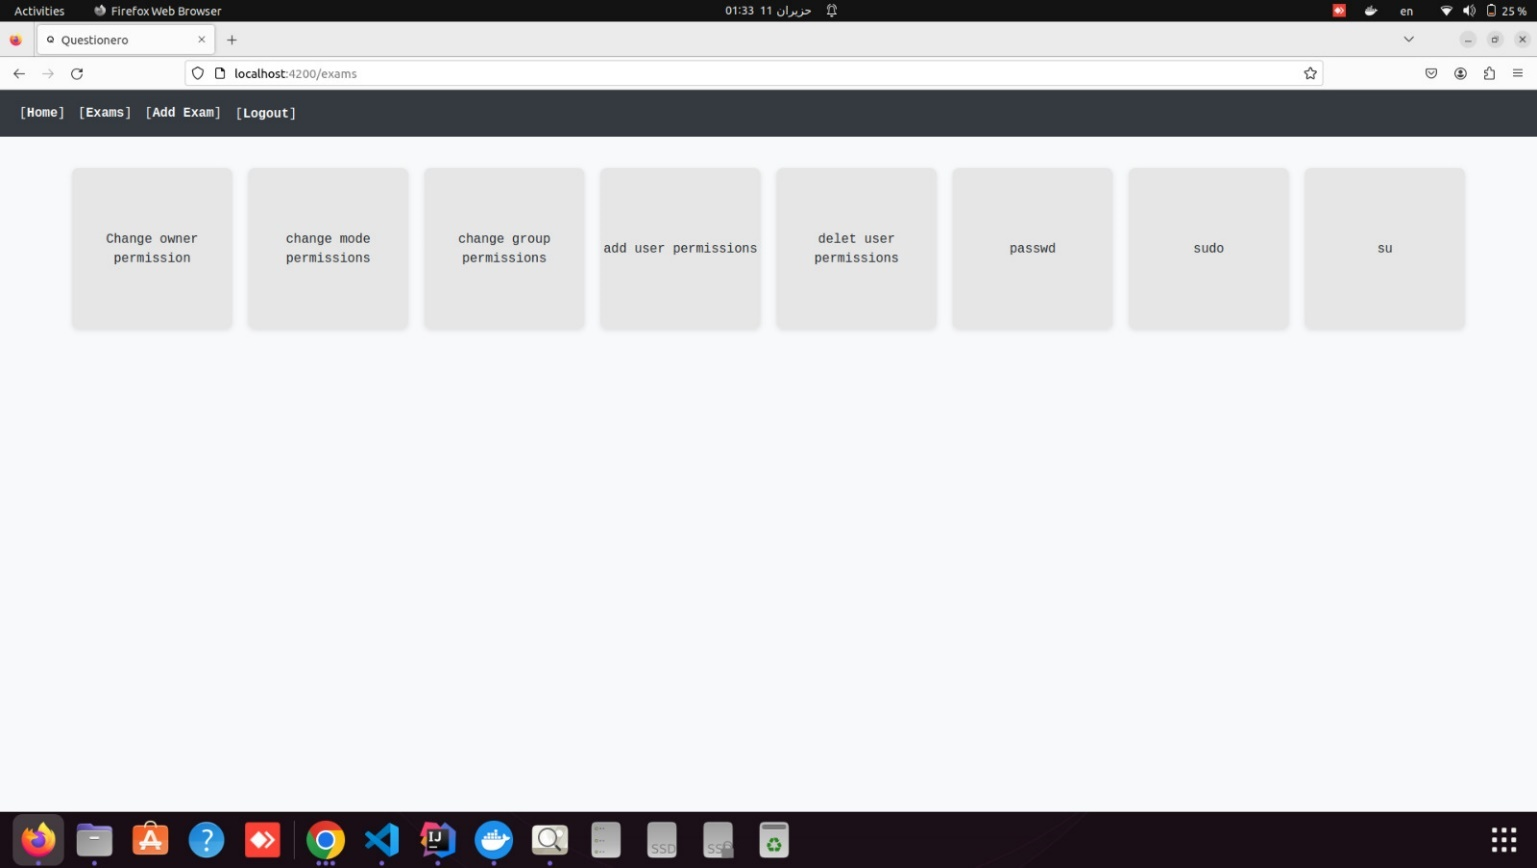 Activities
Firefox Web Browser
01:33 11 حزيران
en
25 %
Questionero
localhost:4200/exams
[Home] [Exams] [Add Exam] [Logout]
Change owner
permission
change mode
permissions
change group
permissions
add user permissions
delet user
permissions
passwd
sudo
su
SSD